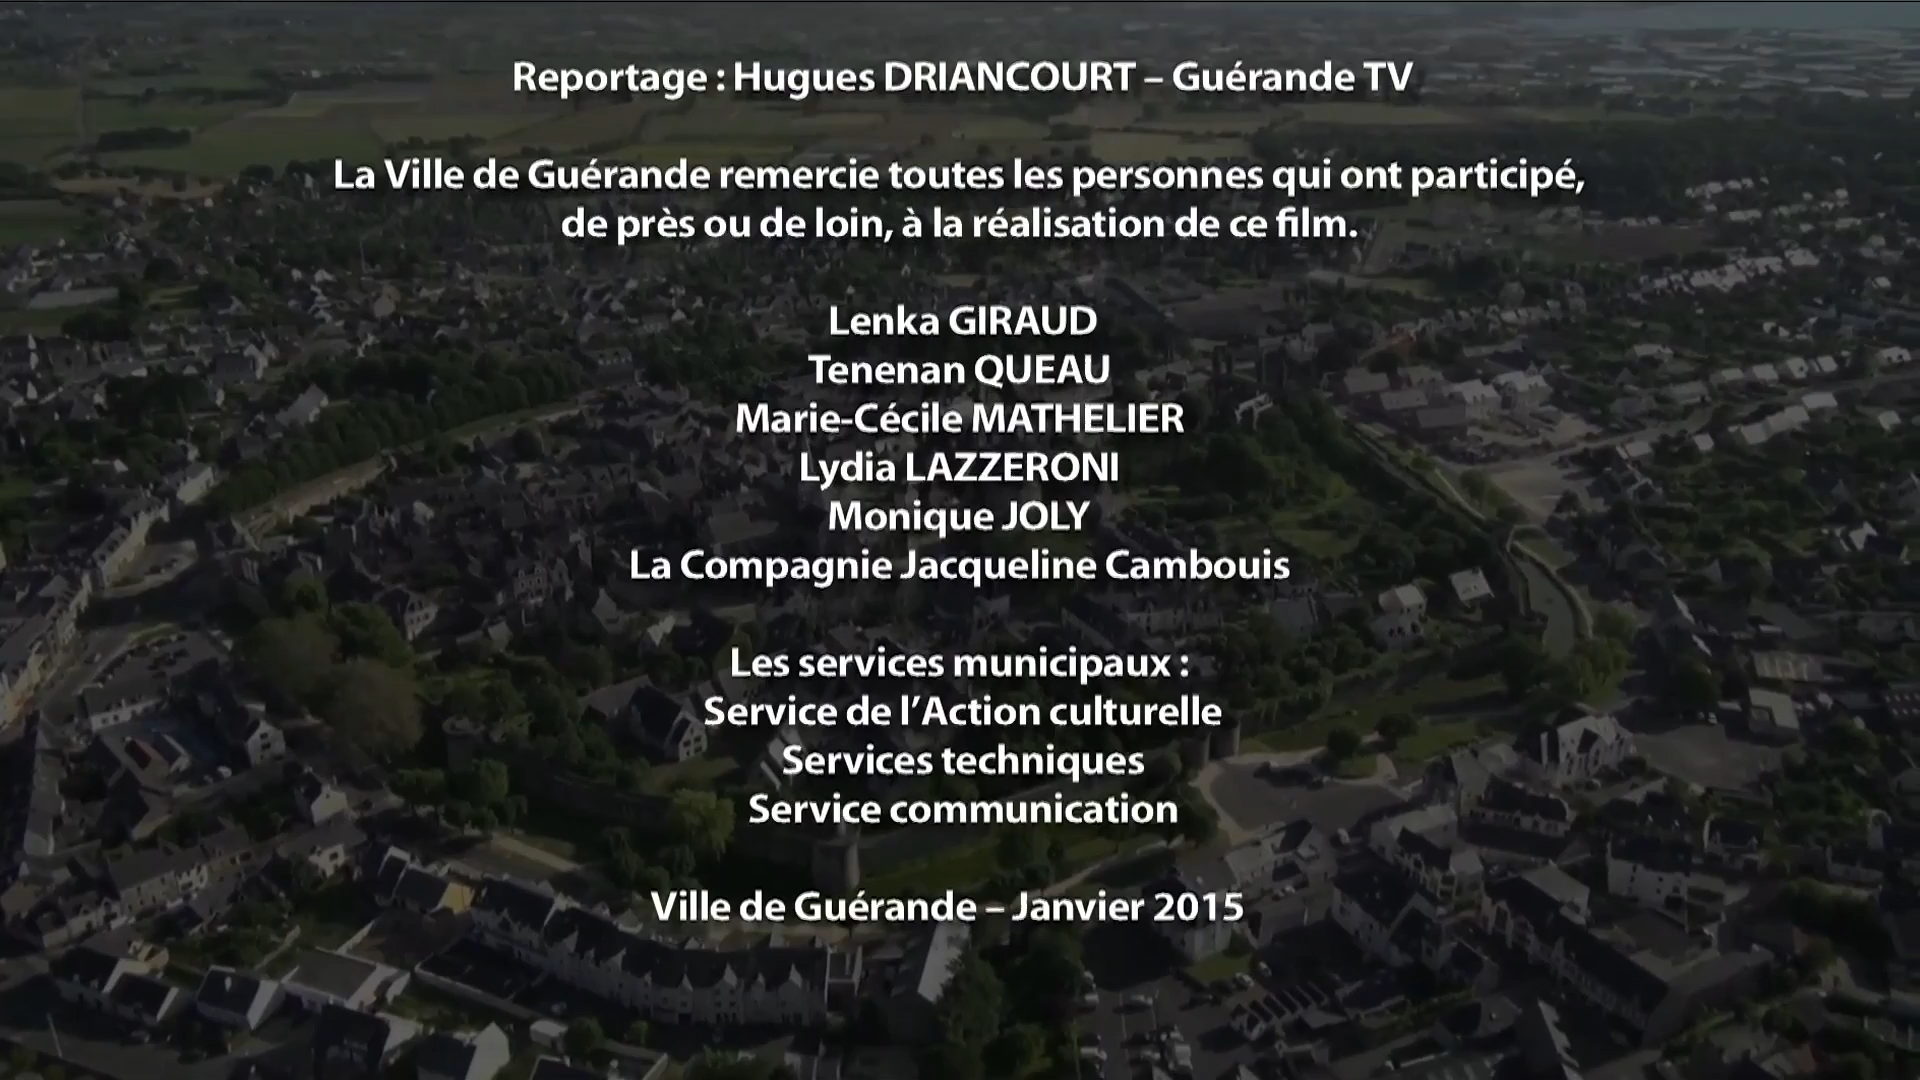 Reportage : Hugues DRIANCOURT – Guérande TV
La Ville de Guérande remercie toutes les personnes qui ont participé,
de près ou de loin, à la réalisation de ce film.
Lenka GIRAUD
Tenenan QUEAU
Marie-Cécile MATHELIER
Lydia LAZZERONI
Monique JOLY
La Compagnie Jacqueline Cambouis
Les services municipaux :
Service de l’Action culturelle
Services techniques
Service communication
Ville de Guérande – Janvier 2015